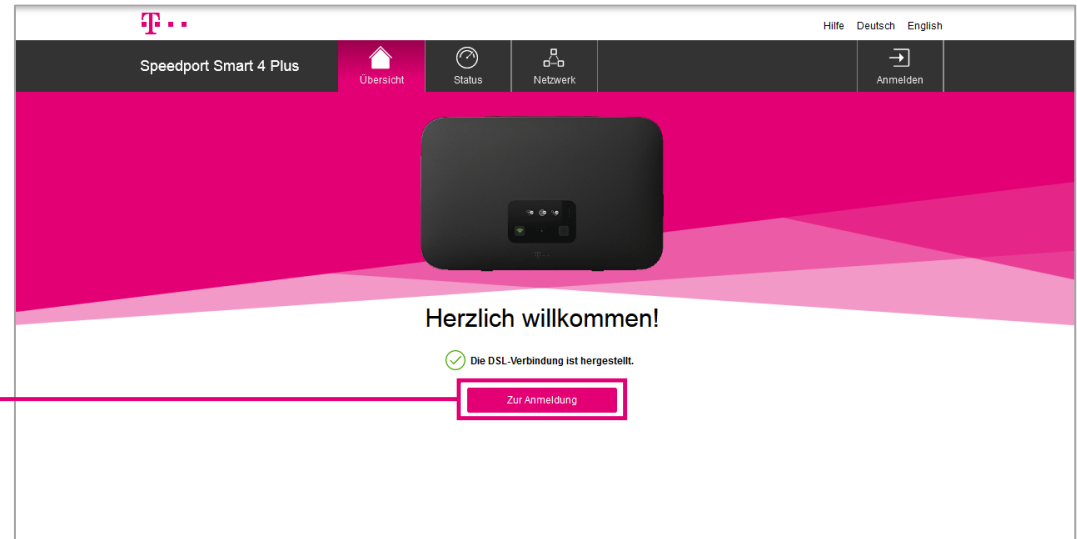 Hilfe Deutsch English
Speedport Smart 4 Plus
Übersicht
Status
Netzwerk
Anmelden
Herzlich willkommen!
Die DSL-Verbindung ist hergestellt.
Zur Anmeldung